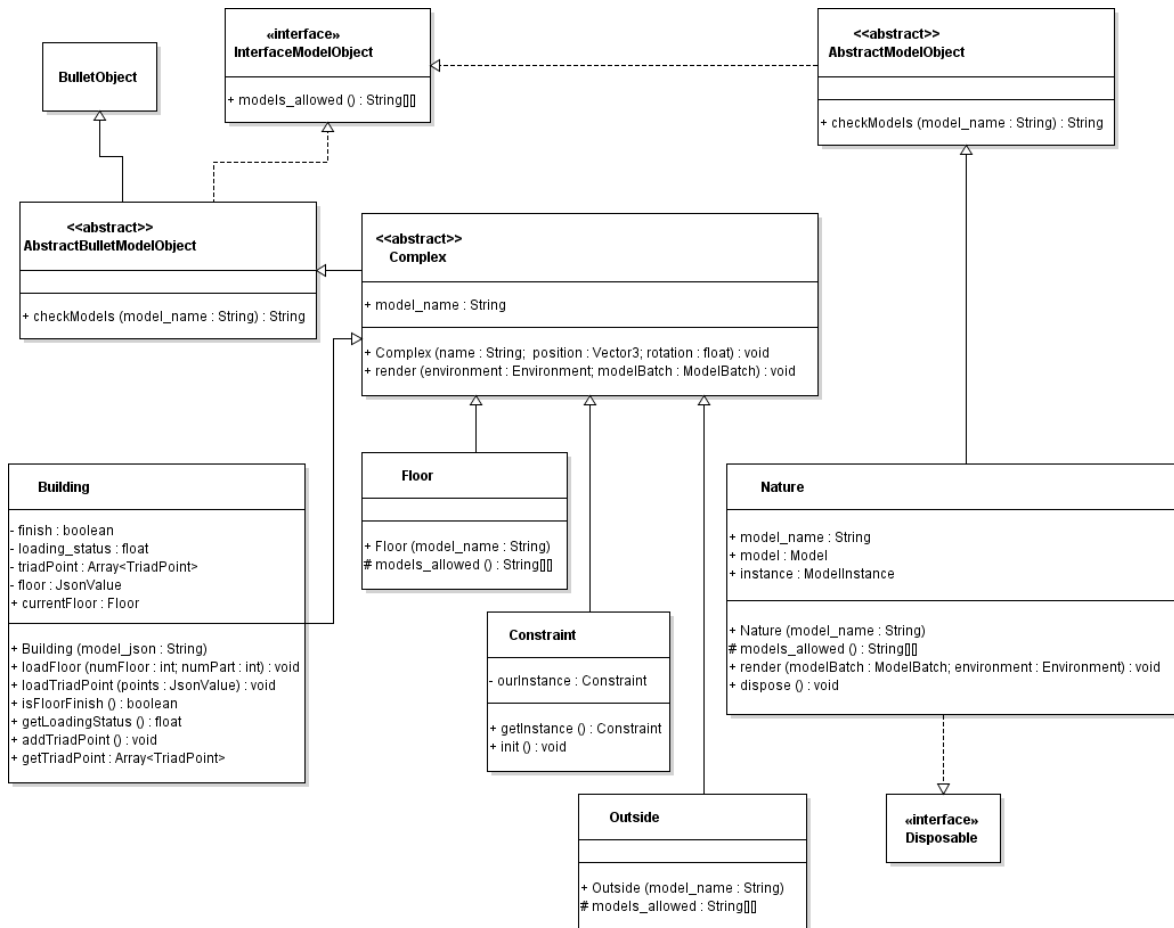 BulletObject
«interface»
InterfaceModelObject
+ models_allowed () : String[][]
<<abstract>>
AbstractModelObject
+ checkModels (model_name : String) : String
<<abstract>>
AbstractBulletModelObject
+ checkModels (model_name : String) : String
<<abstract>>
Complex
+ model_name : String
+ Complex (name : String; position : Vector3; rotation : float) : void
+ render (environment : Environment; modelBatch : ModelBatch) : void
Building
- finish : boolean
- loading_status : float
- triadPoint : Array<TriadPoint>
- floor : JsonValue
+ currentFloor : Floor
+ Building (model_json : String)
+ loadFloor (numFloor : int; numPart : int) : void
+ loadTriadPoint (points : JsonValue) : void
+ isFloorFinish () : boolean
+ getLoadingStatus () : float
+ addTriadPoint () : void
+ getTriadPoint : Array<TriadPoint>
Floor
+ Floor (model_name : String)
# models_allowed () : String[][]
Constraint
- ourInstance : Constraint
+ getInstance () : Constraint
+ init () : void
Outside
+ Outside (model_name : String)
# models_allowed : String[][]
Nature
+ model_name : String
+ model : Model
+ instance : ModelInstance
+ Nature (model_name : String)
# models_allowed () : String[][]
+ render (modelBatch : ModelBatch; environment : Environment) : void
+ dispose () : void
«interface»
Disposable